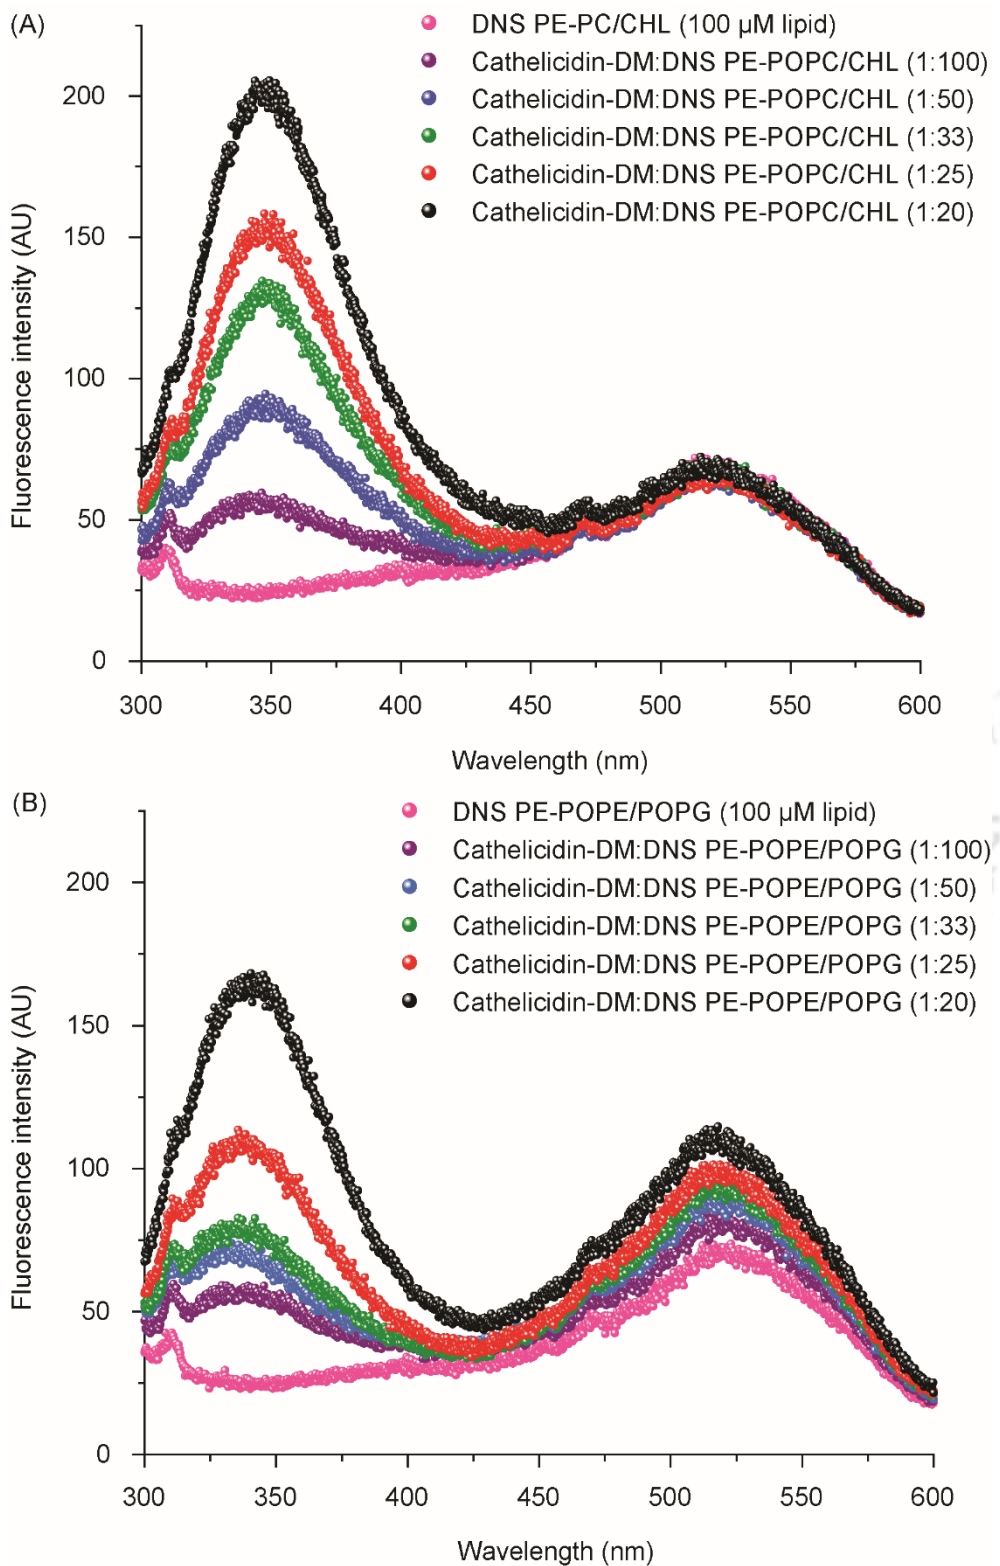 (A)
DNS PE-PC/CHL (100 µM lipid)
Cathelicidin-DM:DNS PE-POPC/CHL (1:100)
Cathelicidin-DM:DNS PE-POPC/CHL (1:50)
Cathelicidin-DM:DNS PE-POPC/CHL (1:33)
Cathelicidin-DM:DNS PE-POPC/CHL (1:25)
Cathelicidin-DM:DNS PE-POPC/CHL (1:20)
Fluorescence intensity (AU)
200
150
100
50
0
300 350 400 450 500 550 600
Wavelength (nm)
(B)
DNS PE-POPE/POPG (100 µM lipid)
Cathelicidin-DM:DNS PE-POPE/POPG (1:100)
Cathelicidin-DM:DNS PE-POPE/POPG (1:50)
Cathelicidin-DM:DNS PE-POPE/POPG (1:33)
Cathelicidin-DM:DNS PE-POPE/POPG (1:25)
Cathelicidin-DM:DNS PE-POPE/POPG (1:20)
Fluorescence intensity (AU)
200
150
100
50
0
300 350 400 450 500 550 600
Wavelength (nm)